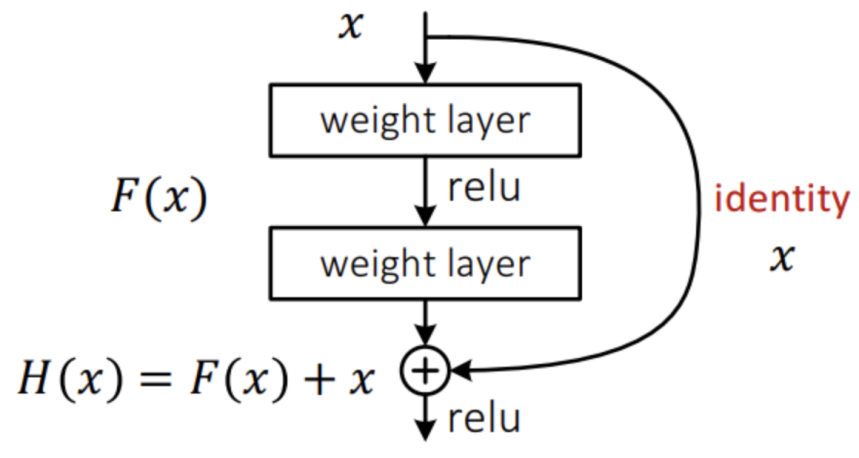 x
weight layer
relu
F(x)
identity
x
weight layer
H(x) = F(x) + x
+
relu